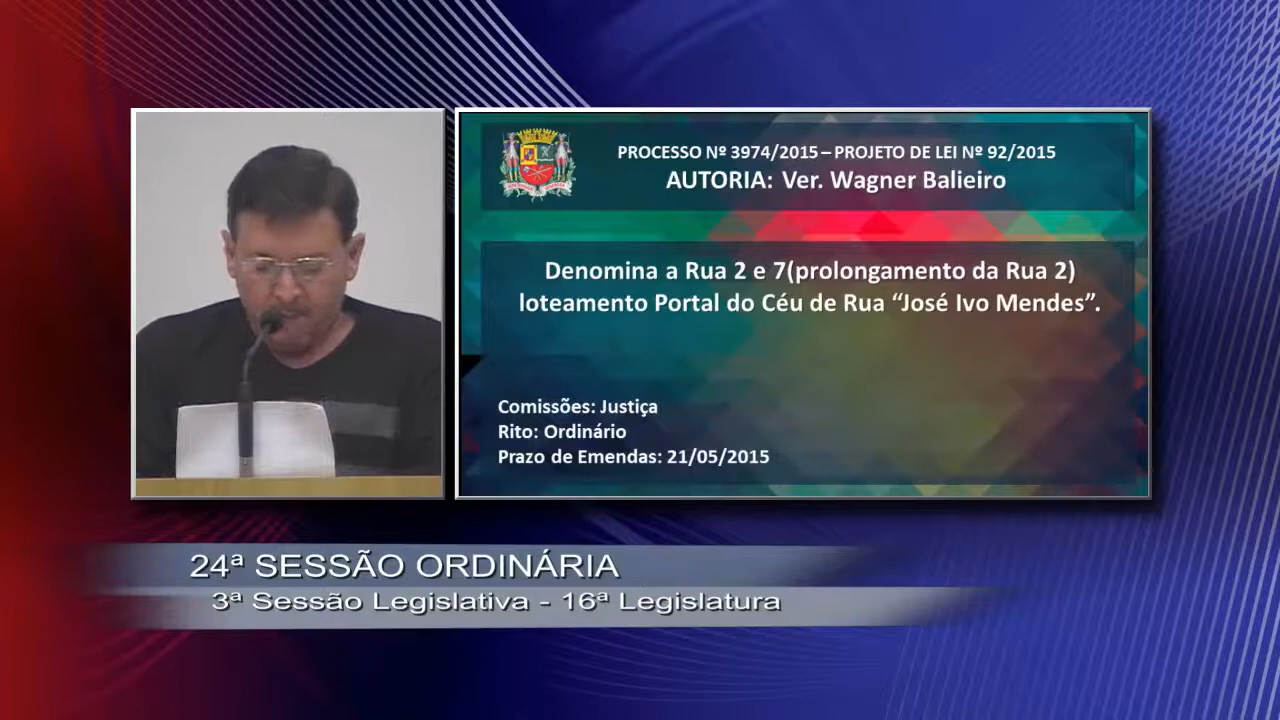 PROCESSO Nº 3974/2015 – PROJETO DE LEI Nº 92/2015
AUTORIA: Ver. Wagner Balieiro
Denomina a Rua 2 e 7(prolongamento da Rua 2)
loteamento Portal do Céu de Rua “José Ivo Mendes”.
Comissões: Justiça
Rito: Ordinário
Prazo de Emendas: 21/05/2015
24ª SESSÃO ORDINÁRIA
3ª Sessão Legislativa - 16ª Legislatura